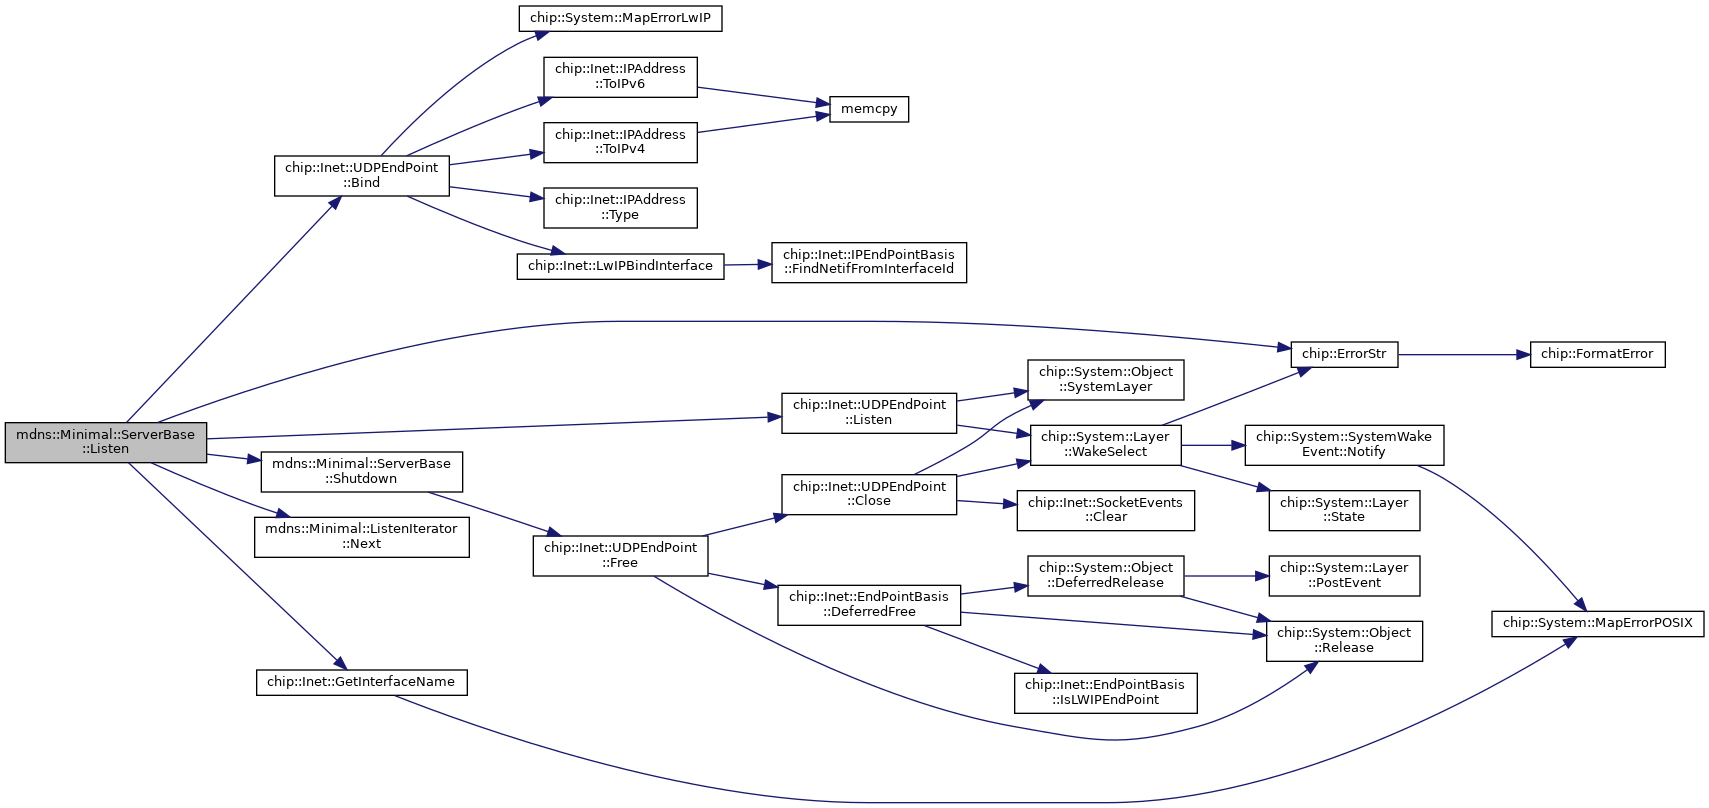 chip::System::MapErrorLwIP
chip::Inet::IPAddress
::ToIPv6
memcpy
chip::Inet::IPAddress
::ToIPv4
chip::Inet::UDPEndPoint
::Bind
chip::Inet::IPAddress
::Type
chip::Inet::LwIPBindInterface
chip::Inet::IPEndPointBasis
::FindNetifFromInterfaceId
chip::ErrorStr
chip::FormatError
chip::System::Object
::SystemLayer
chip::Inet::UDPEndPoint
::Listen
mdns::Minimal::ServerBase
::Listen
chip::System::Layer
::WakeSelect
chip::System::SystemWake
Event::Notify
mdns::Minimal::ServerBase
::Shutdown
chip::Inet::UDPEndPoint
::Close
chip::Inet::SocketEvents
::Clear
chip::System::Layer
::State
mdns::Minimal::ListenIterator
::Next
chip::Inet::UDPEndPoint
::Free
chip::System::Object
::DeferredRelease
chip::System::Layer
::PostEvent
chip::Inet::EndPointBasis
::DeferredFree
chip::System::MapErrorPOSIX
chip::System::Object
::Release
chip::Inet::GetInterfaceName
chip::Inet::EndPointBasis
::IsLWIPEndPoint